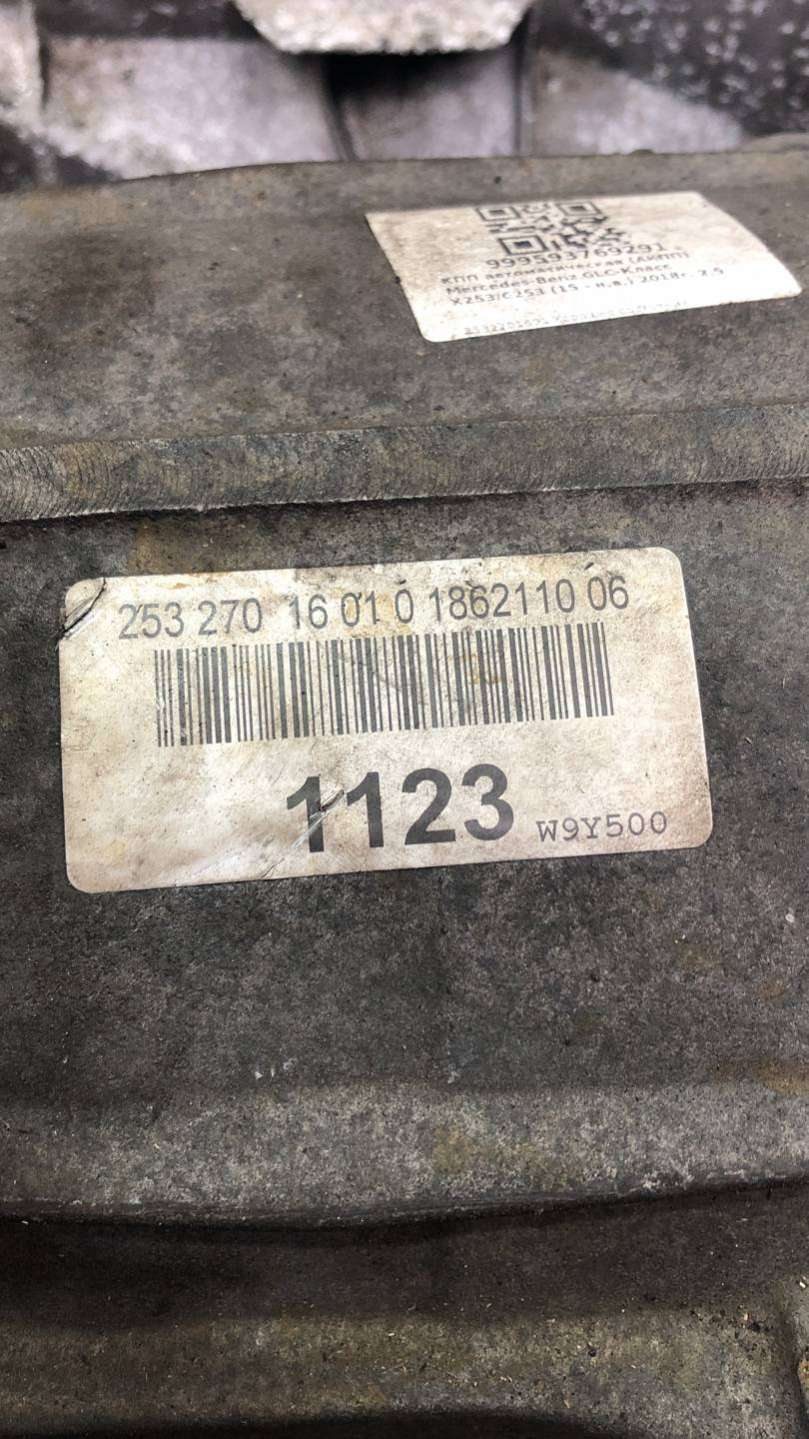 999593769291
КПП автоматическая (АКПП)
Mercedes-Benz GLC-Класс
X253/C253 (15 - н.в.) 2018г. 2.5
253 270 16 01 0 1862110 06
1123 W9Y500